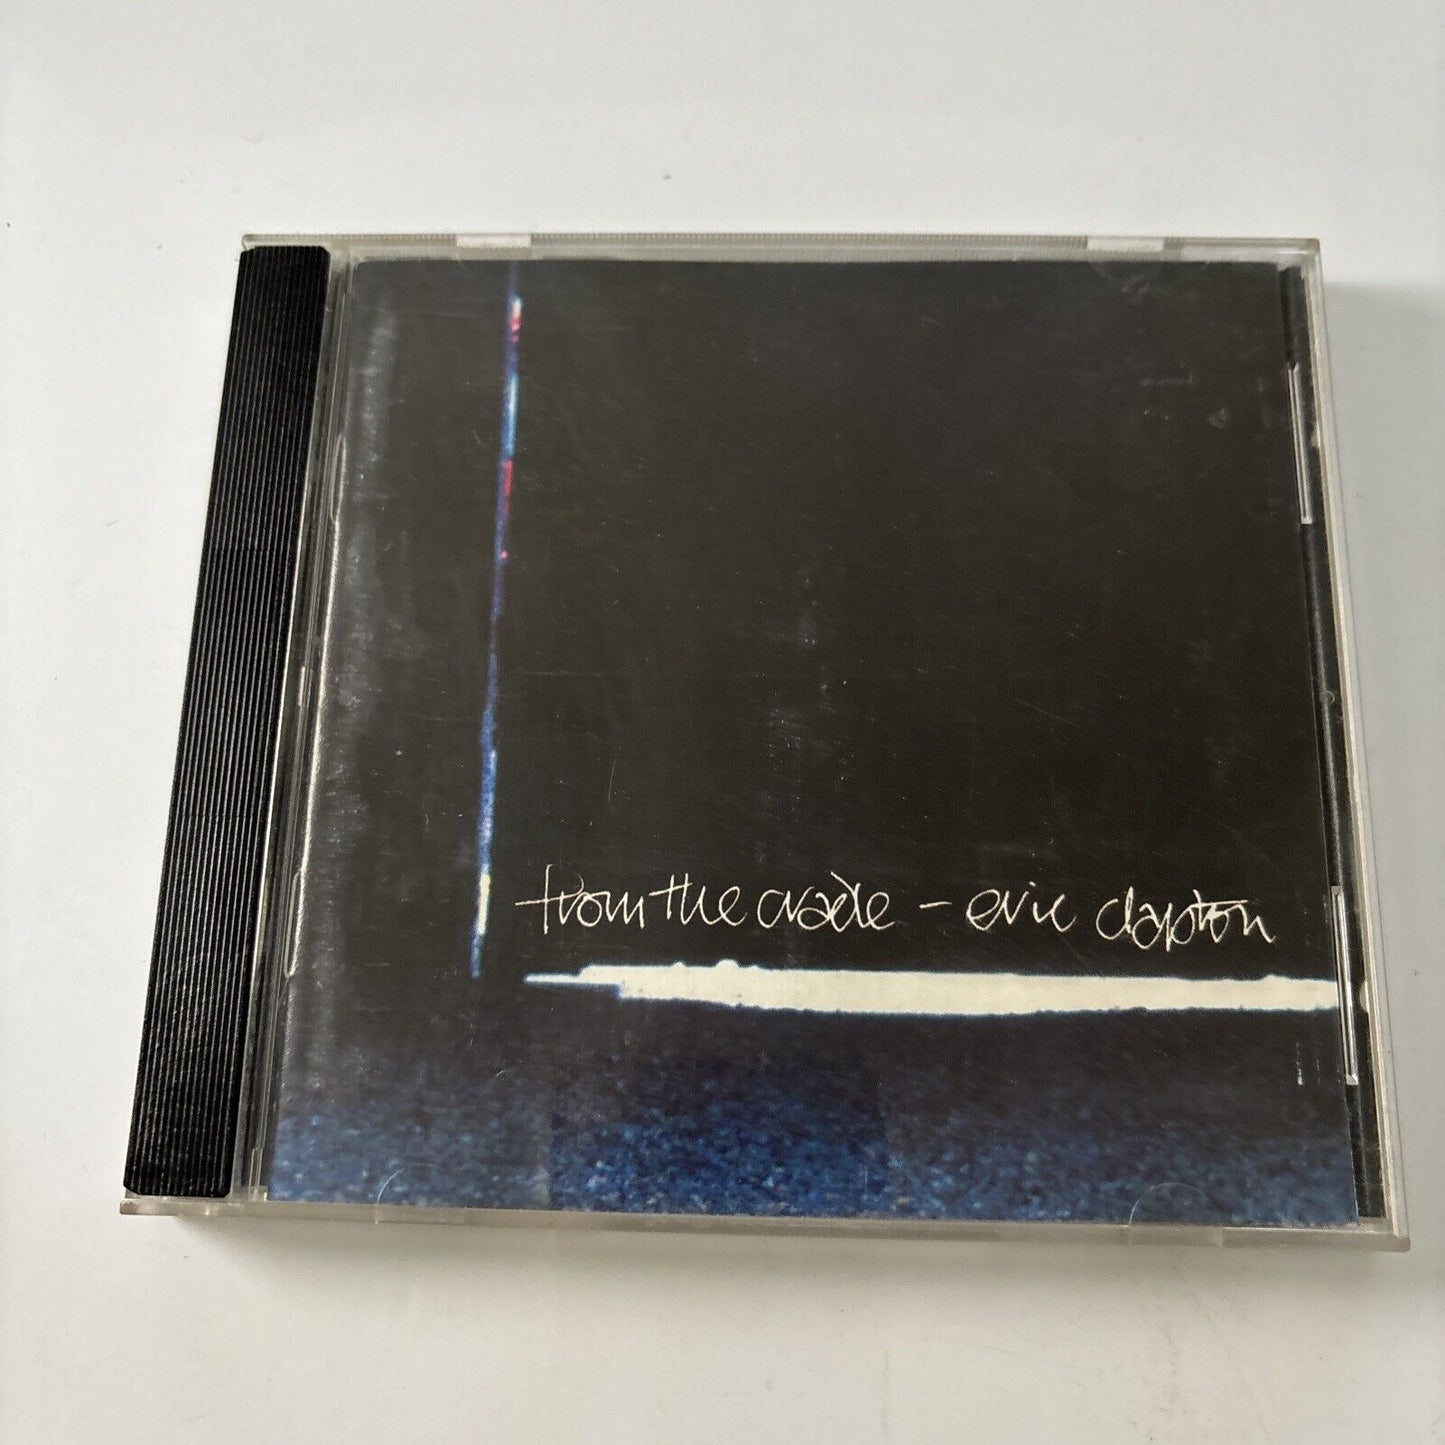 from the cradle - eric clapton